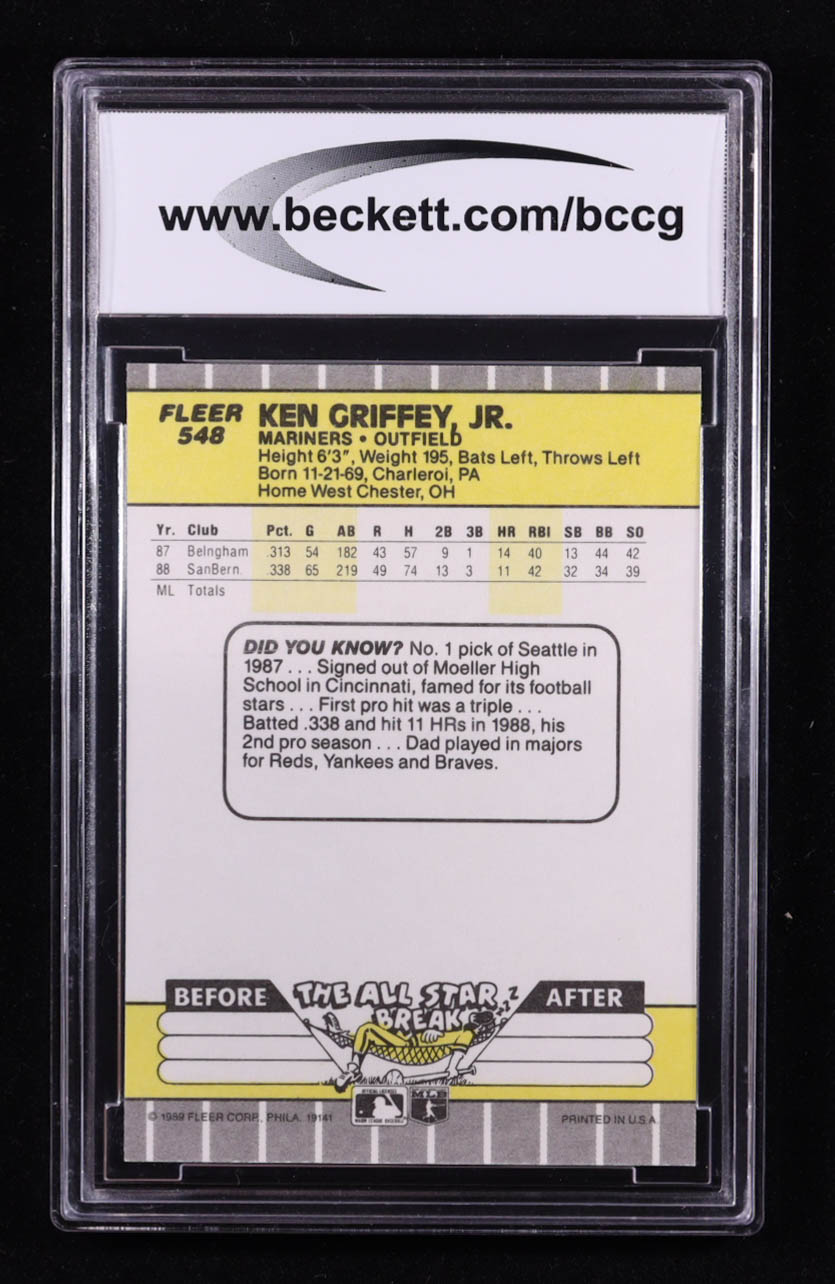 www.beckett.com/bccg
FLEER
548
KEN GRIFFEY, JR.
MARINERS • OUTFIELD
Height 6'3", Weight 195, Bats Left, Throws Left
Born 11-21-69, Charleroi, PA
Home West Chester, OH
Yr. Club Pct. G AB R H 2B 3B HR RBI SB BB SO
87 Belngham .313 54 182 43 57 9 1 14 40 13 44 42
88 SanBern. .338 65 219 49 74 13 3 11 42 32 34 39
ML Totals
DID YOU KNOW? No. 1 pick of Seattle in
1987 . . . Signed out of Moeller High
School in Cincinnati, famed for its football
stars . . . First pro hit was a triple . . .
Batted .338 and hit 11 HRs in 1988, his
2nd pro season . . . Dad played in majors
for Reds, Yankees and Braves.
BEFORE
THE ALL STAR
BREAK
ZZZ
AFTER
OFFICIAL LICENSEE
MAJOR LEAGUE BASEBALL
MLB
© 1989 FLEER CORP., PHILA. 19141
PRINTED IN U.S.A.